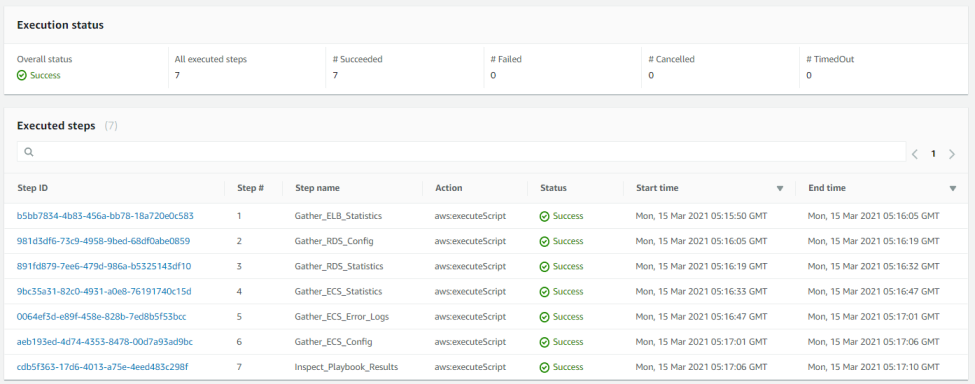 Execution status
Overall status All executed steps # Succeeded # Failed # Cancelled # TimedOut
Success 7 7 0 0 0
Executed steps (7)
1
Step ID Step # Step name Action Status Start time End time
b5bb7834-4b83-456a-bb78-18a720e0c583 1 Gather_ELB_Statistics aws:executeScript Success Mon, 15 Mar 2021 05:15:50 GMT Mon, 15 Mar 2021 05:16:05 GMT
981d3df6-73c9-4958-9bed-68df0abe0859 2 Gather_RDS_Config aws:executeScript Success Mon, 15 Mar 2021 05:16:05 GMT Mon, 15 Mar 2021 05:16:19 GMT
891fd879-7ee6-479d-986a-b5325143df10 3 Gather_RDS_Statistics aws:executeScript Success Mon, 15 Mar 2021 05:16:19 GMT Mon, 15 Mar 2021 05:16:32 GMT
9bc35a31-82c0-4931-a0e8-76191740c15d 4 Gather_ECS_Statistics aws:executeScript Success Mon, 15 Mar 2021 05:16:33 GMT Mon, 15 Mar 2021 05:16:47 GMT
0064ef3d-e89f-458e-828b-7ed8b5f53bcc 5 Gather_ECS_Error_Logs aws:executeScript Success Mon, 15 Mar 2021 05:16:47 GMT Mon, 15 Mar 2021 05:17:01 GMT
aeb193ed-4d74-4353-8478-00d7a93ad9bc 6 Gather_ECS_Config aws:executeScript Success Mon, 15 Mar 2021 05:17:01 GMT Mon, 15 Mar 2021 05:17:06 GMT
cdb5f363-17d6-4013-a75e-4eed483c298f 7 Inspect_Playbook_Results aws:executeScript Success Mon, 15 Mar 2021 05:17:06 GMT Mon, 15 Mar 2021 05:17:10 GMT